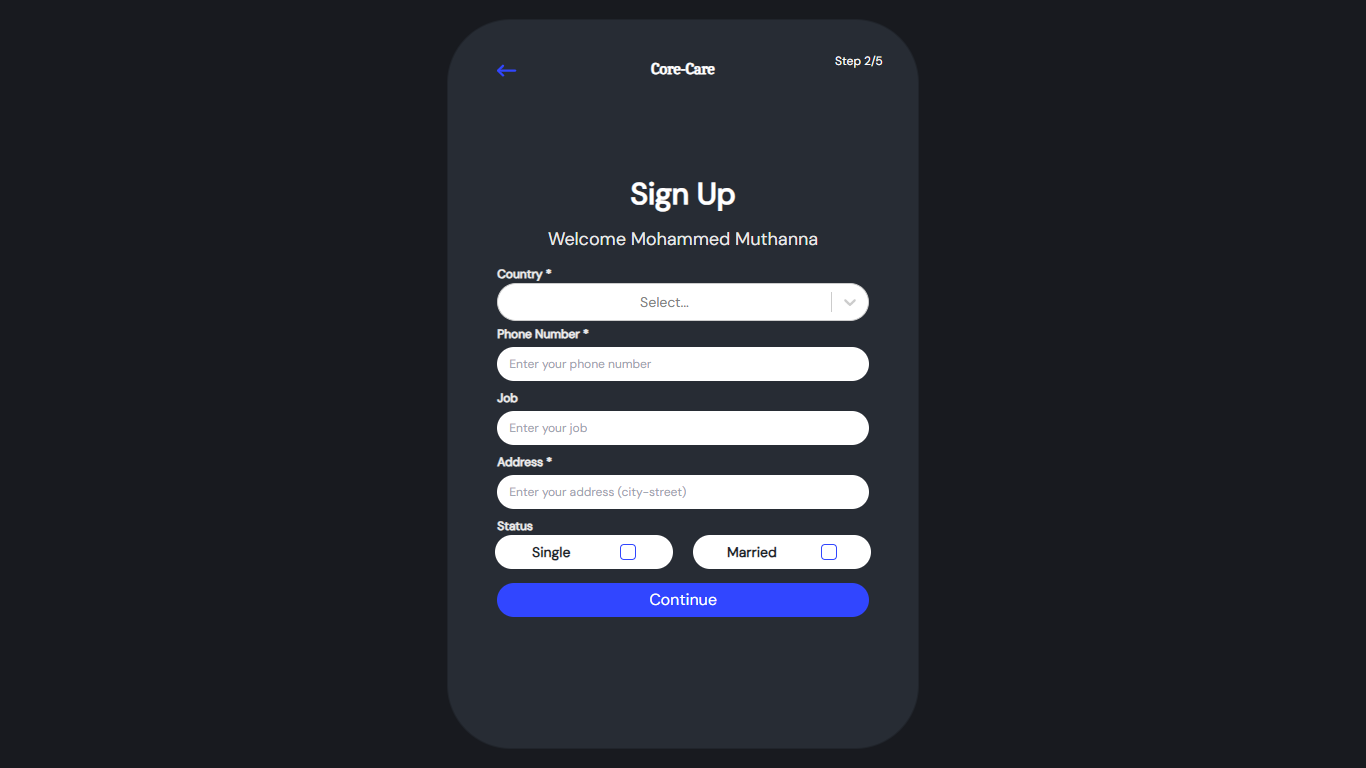 Core-Care
Step 2/5
Sign Up
Welcome Mohammed Muthanna
Country *
Select...
Phone Number *
Enter your phone number
Job
Enter your job
Address *
Enter your address (city-street)
Status
Single
Married
Continue